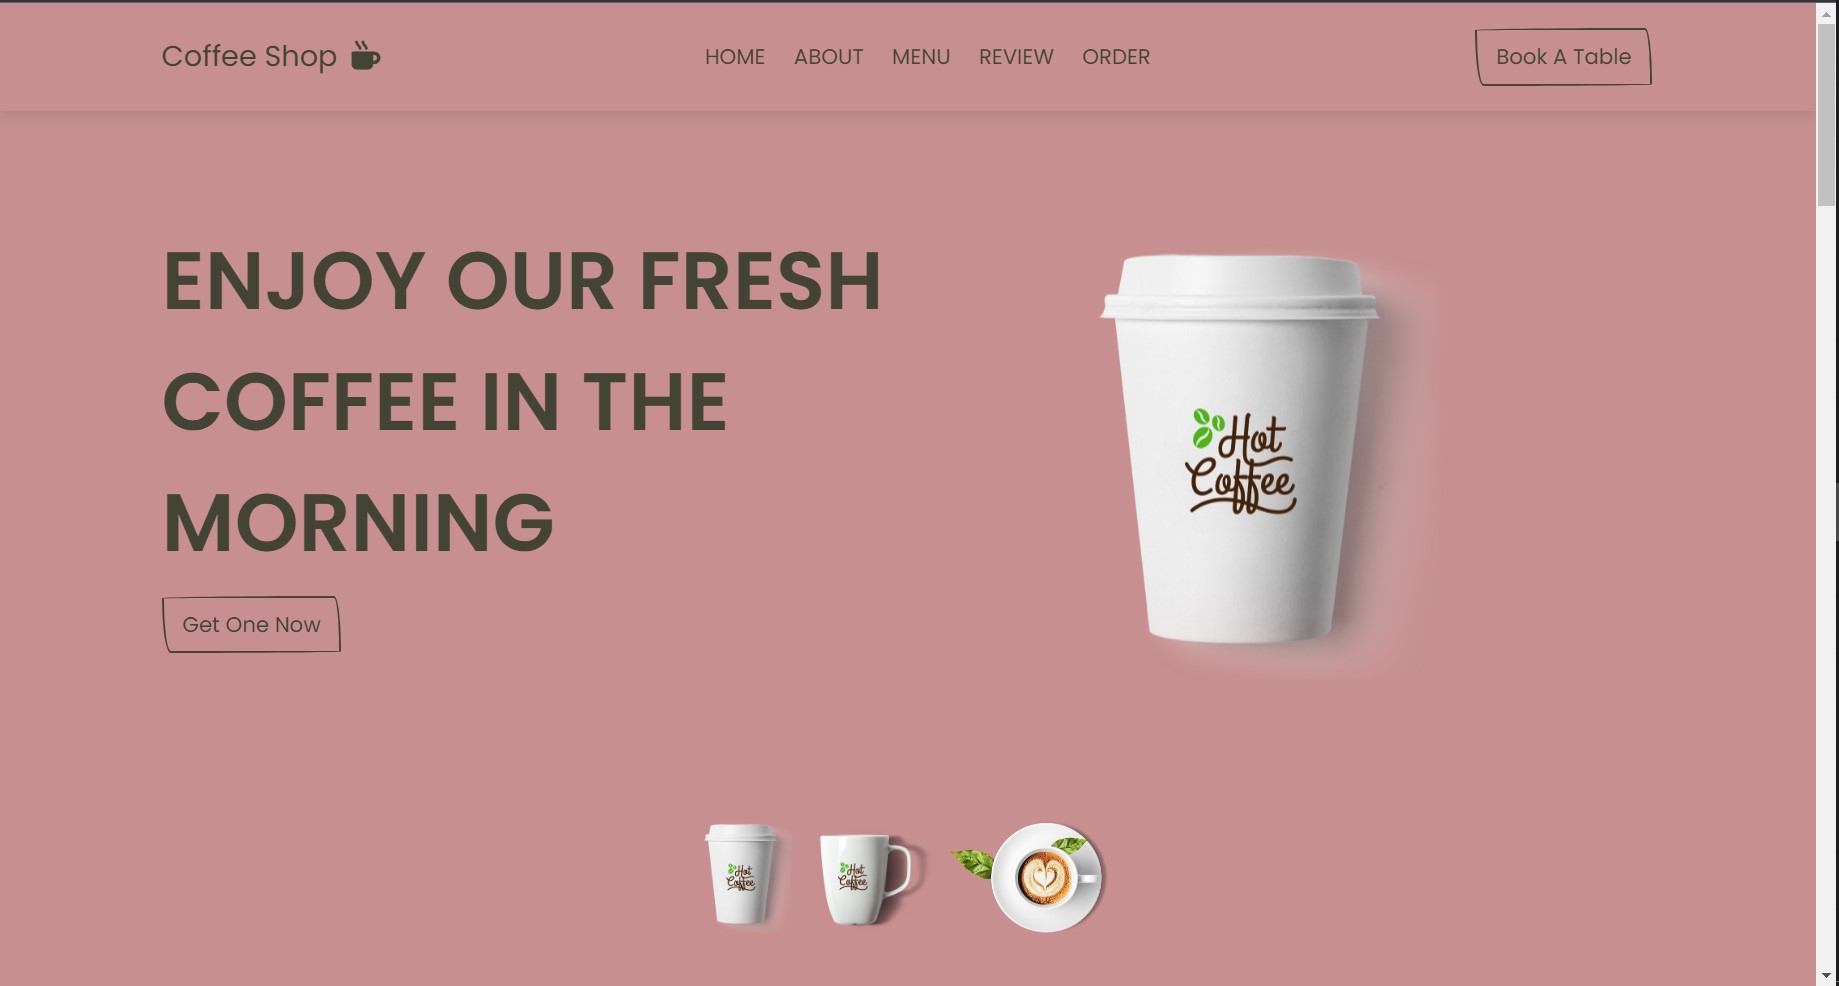 Coffee Shop
HOME ABOUT MENU REVIEW ORDER
Book A Table
ENJOY OUR FRESH
COFFEE IN THE
MORNING
Get One Now
Hot
Coffee
Hot
Coffee
Hot
Coffee